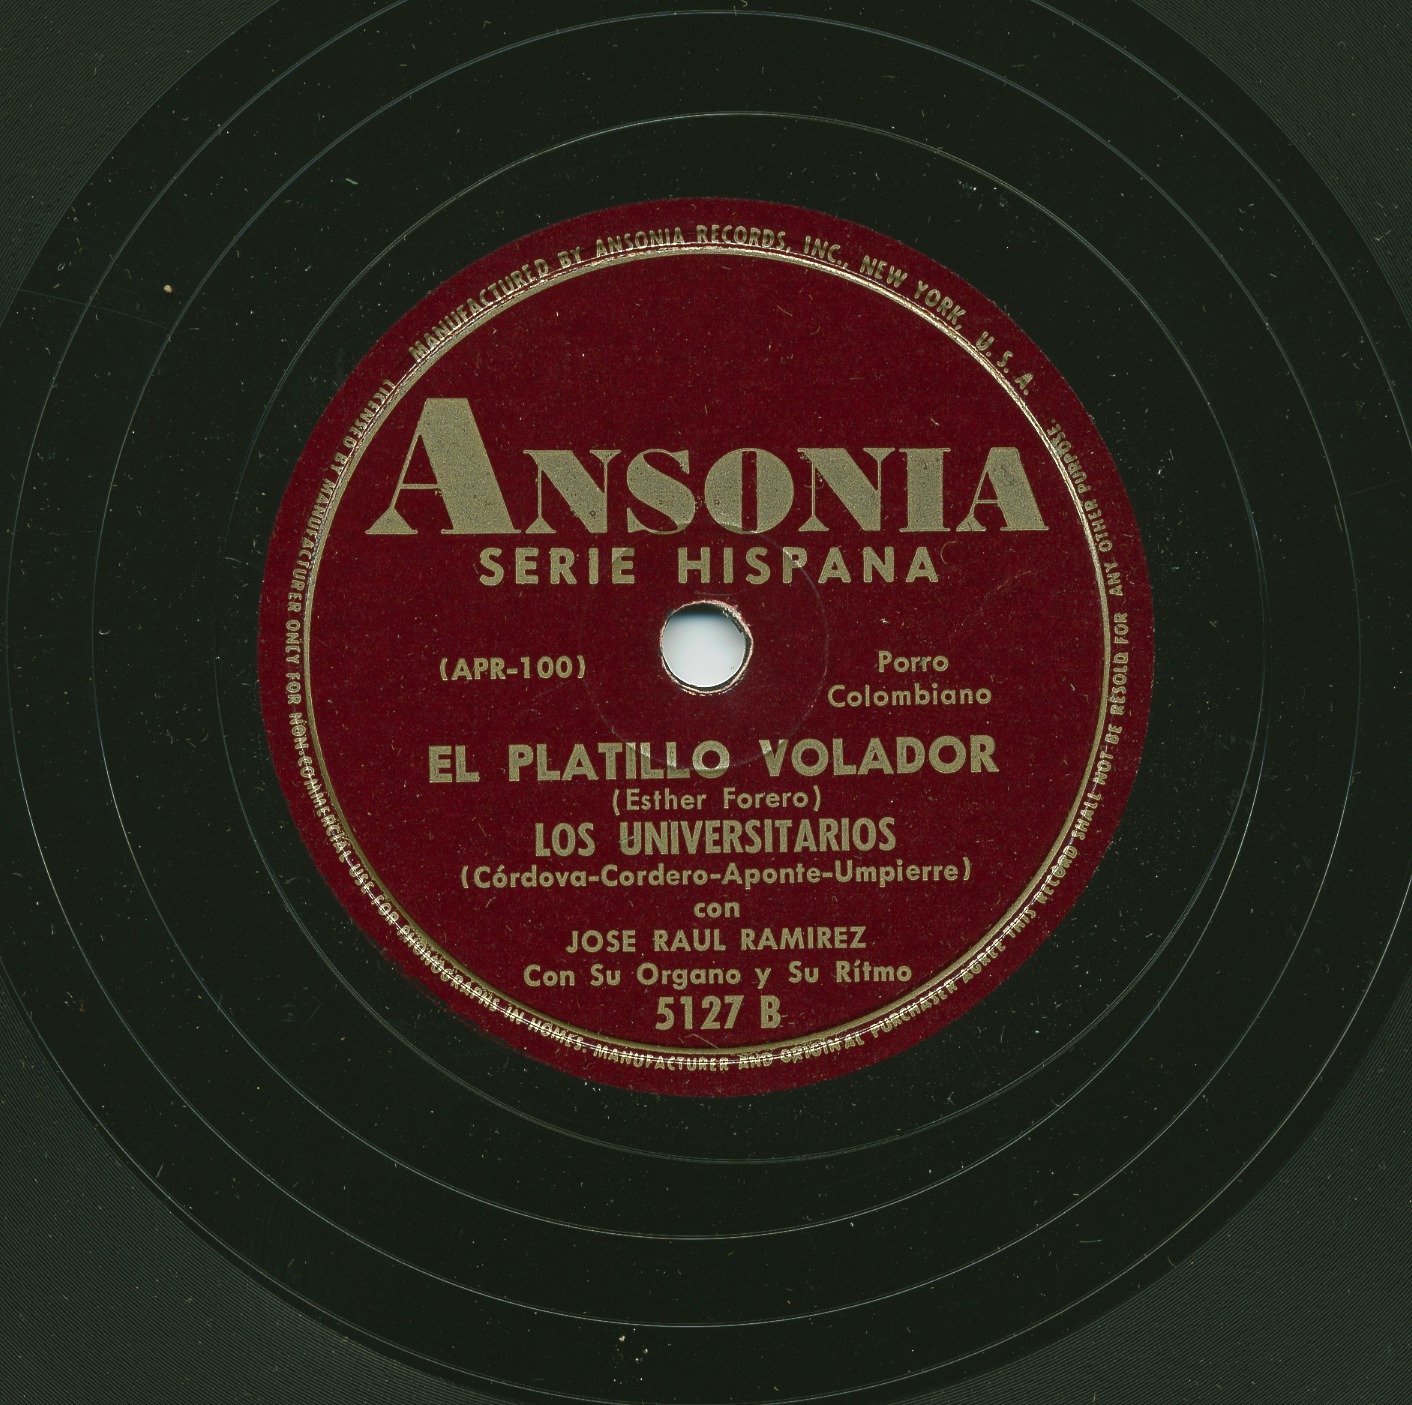 MANUFACTURED BY ANSONIA RECORDS, INC., NEW YORK, U. S. A.
ANSONIA
SERIE HISPANA
(APR-100)
Porro
Colombiano
EL PLATILLO VOLADOR
(Esther Forero)
LOS UNIVERSITARIOS
(Córdova-Cordero-Aponte-Umpierre)
con
JOSE RAUL RAMIREZ
Con Su Organo y Su Rítmo
5127 B
LICENSED BY MANUFACTURER ONLY FOR NON-COMMERCIAL USE FOR PHONOGRAPHS IN HOMES. MANUFACTURER AND ORIGINAL PURCHASER AGREE THIS RECORD SHALL NOT BE RESOLD FOR ANY OTHER PURPOSE.